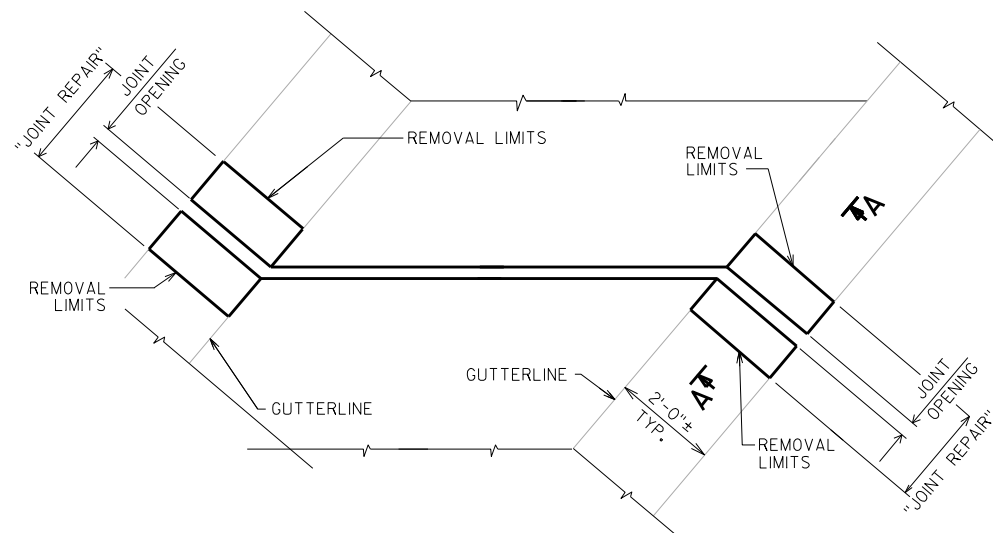 "JOINT REPAIR"
JOINT
OPENING
REMOVAL LIMITS
REMOVAL
LIMITS
A
REMOVAL
LIMITS
GUTTERLINE
GUTTERLINE
A
2'-0"±
TYP.
REMOVAL
LIMITS
JOINT
OPENING
"JOINT REPAIR"